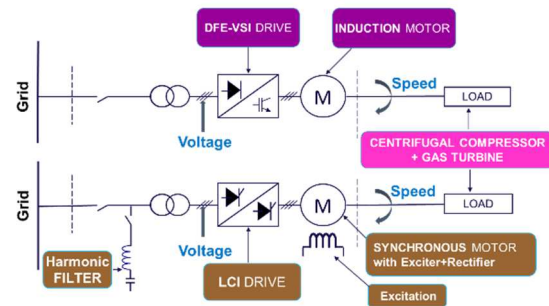 DFE-VSI DRIVE
INDUCTION MOTOR
Grid
M
Speed
LOAD
Voltage
CENTRIFUGAL COMPRESSOR
+ GAS TURBINE
Grid
M
Speed
LOAD
Voltage
Harmonic
FILTER
LCI DRIVE
SYNCHRONOUS MOTOR
with Exciter+Rectifier
Excitation